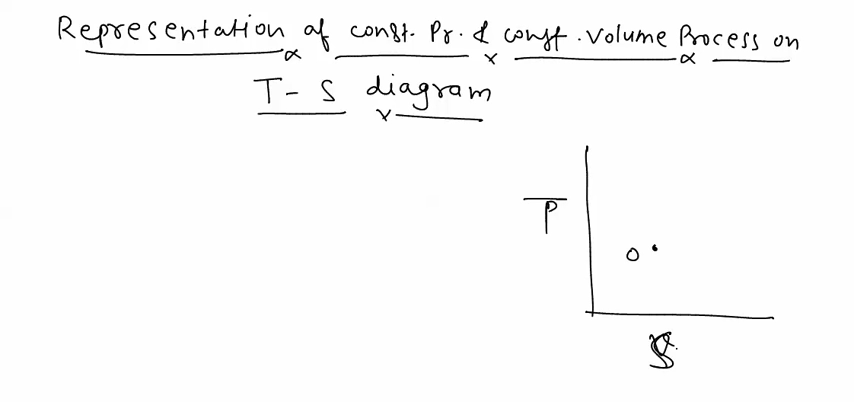 Representation of const. Pr. & const. Volume Process on
T - S diagram
T
O
S